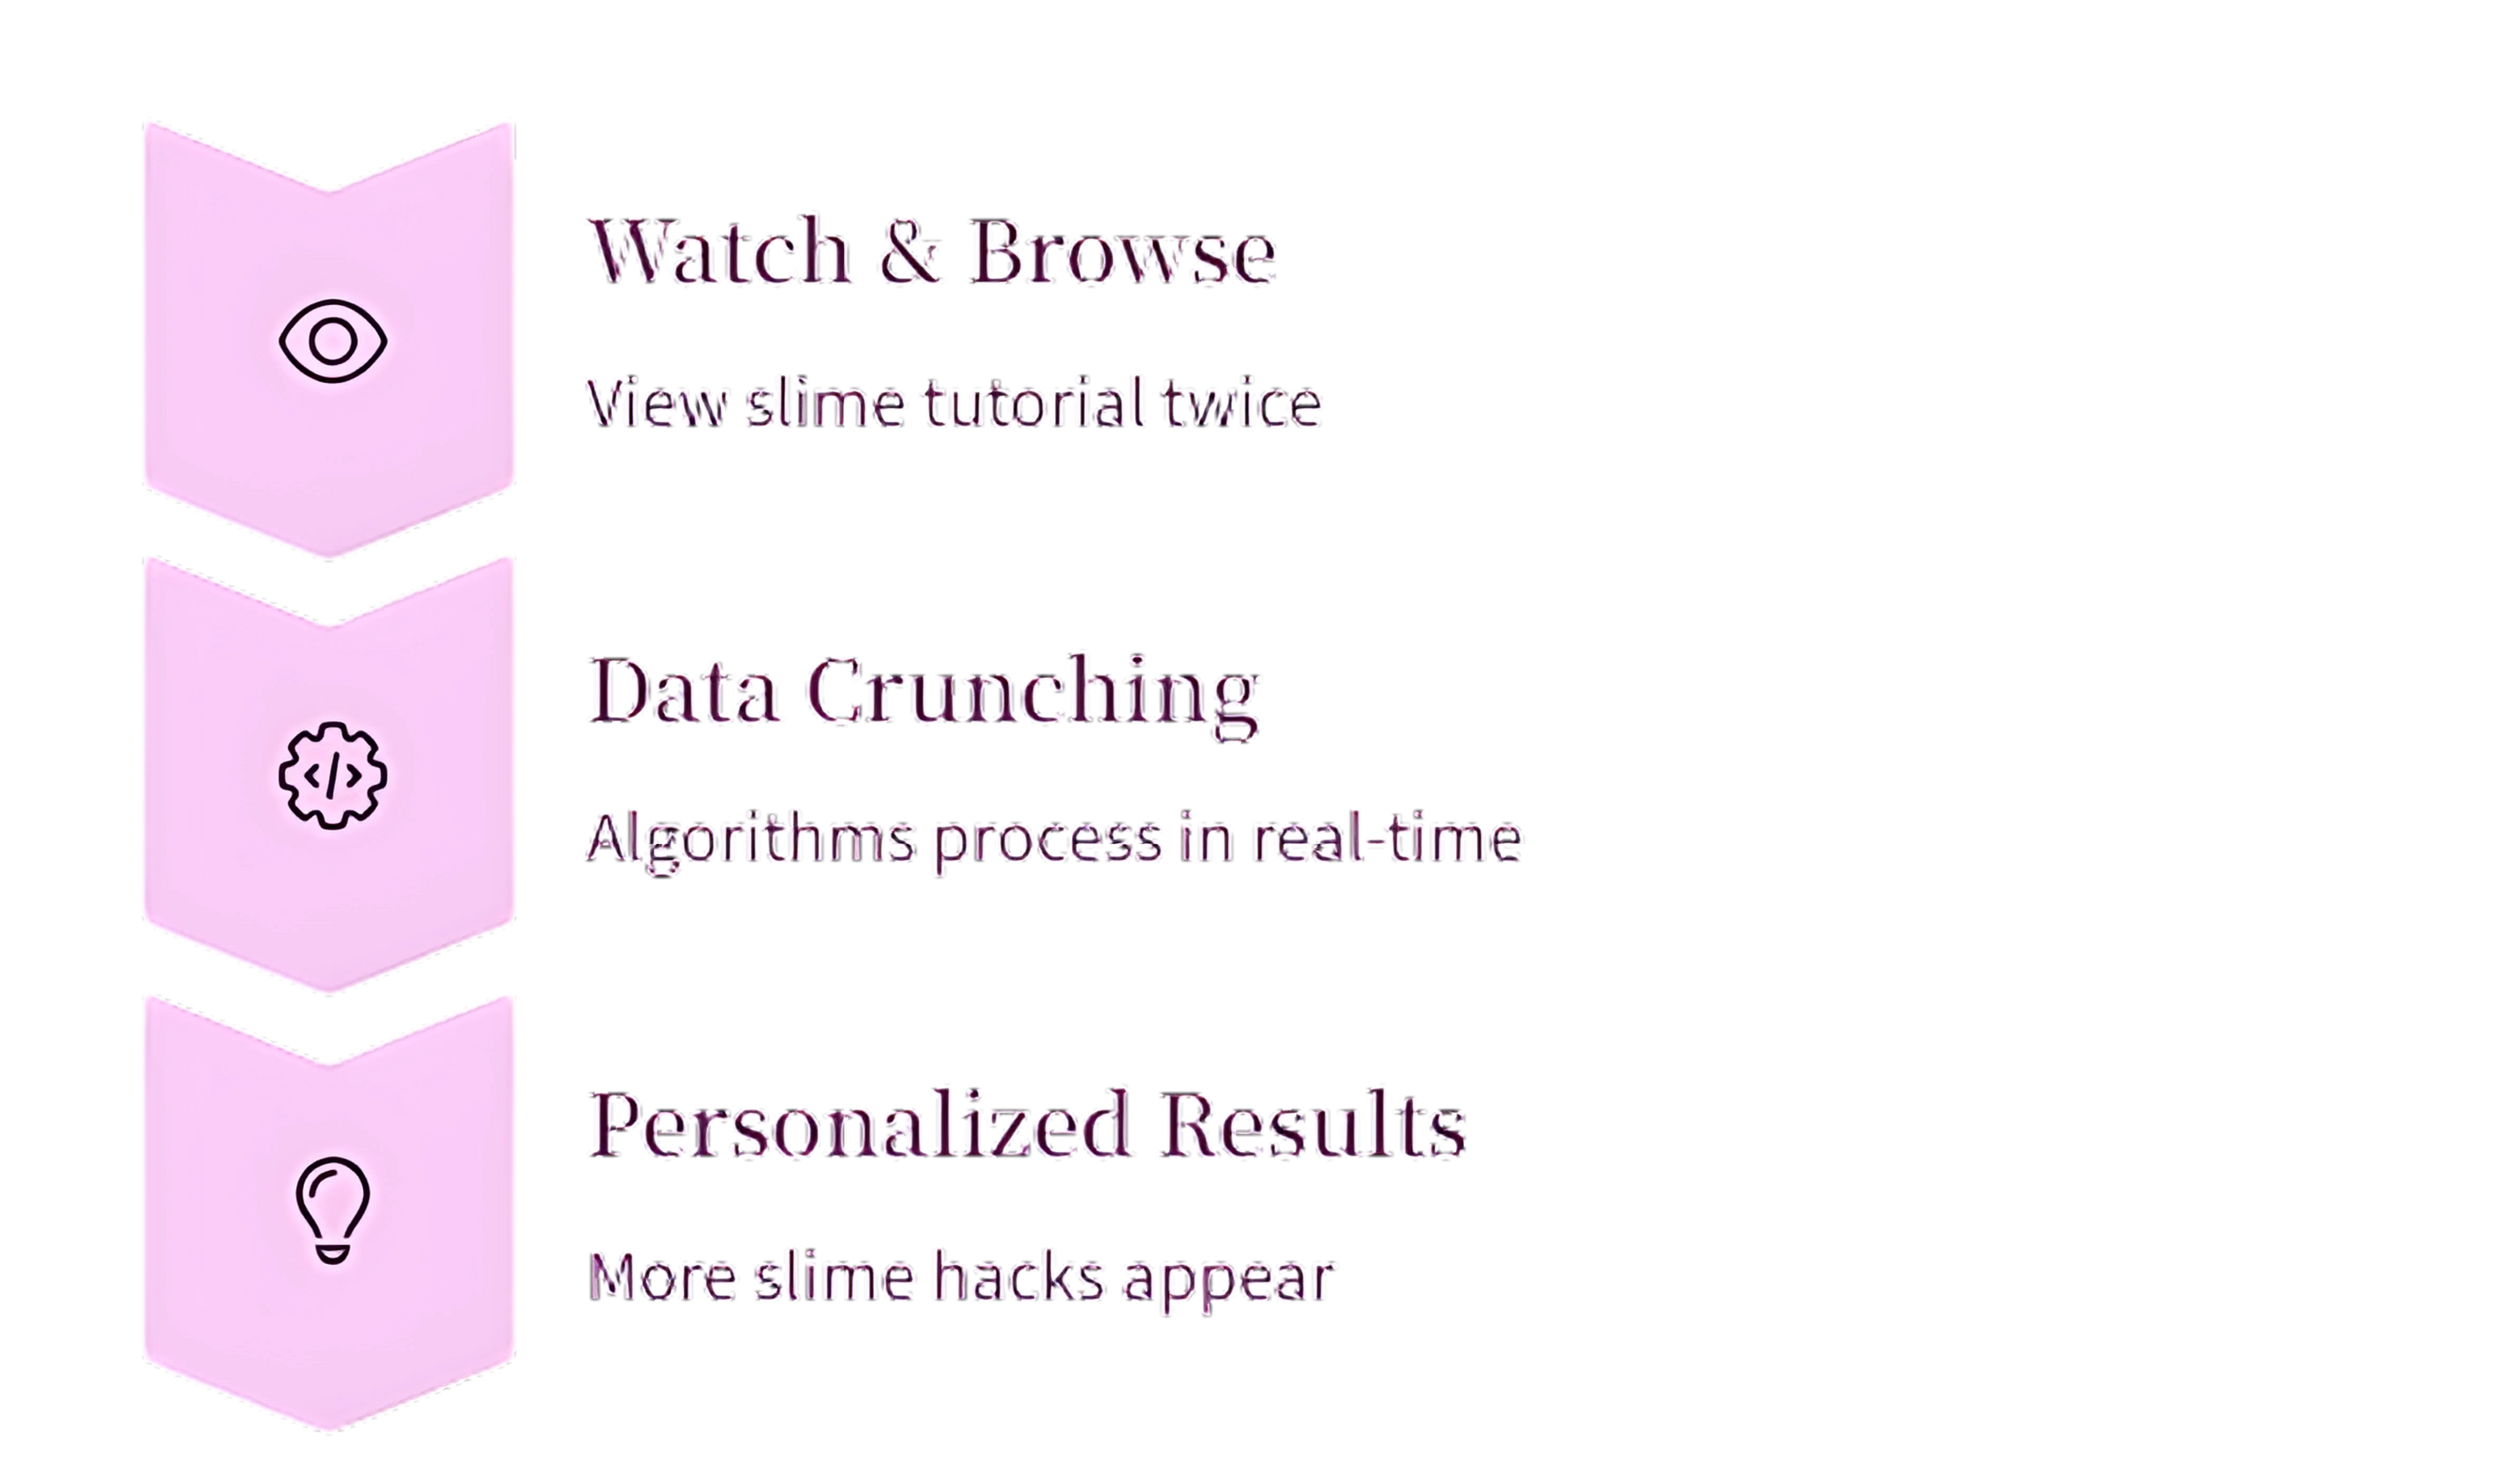 Watch & Browse
View slime tutorial twice
Data Crunching
Algorithms process in real-time
Personalized Results
More slime hacks appear